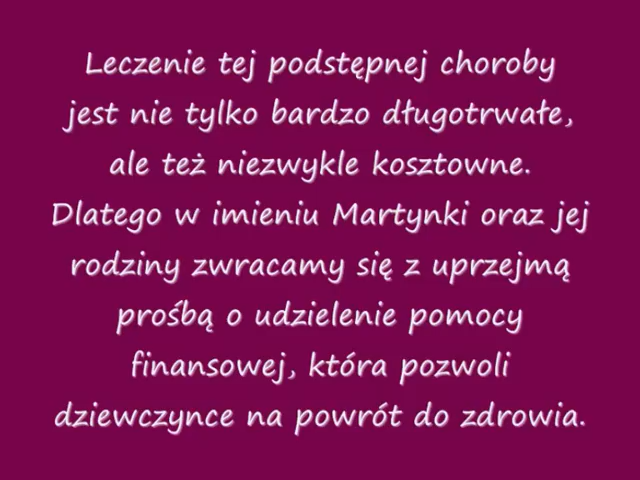 Leczenie tej podstępnej choroby
jest nie tylko bardzo długotrwałe,
ale też niezwykle kosztowne.
Dlatego w imieniu Martynki oraz jej
rodziny zwracamy się z uprzejmą
prośbą o udzielenie pomocy
finansowej, która pozwoli
dziewczynce na powrót do zdrowia.